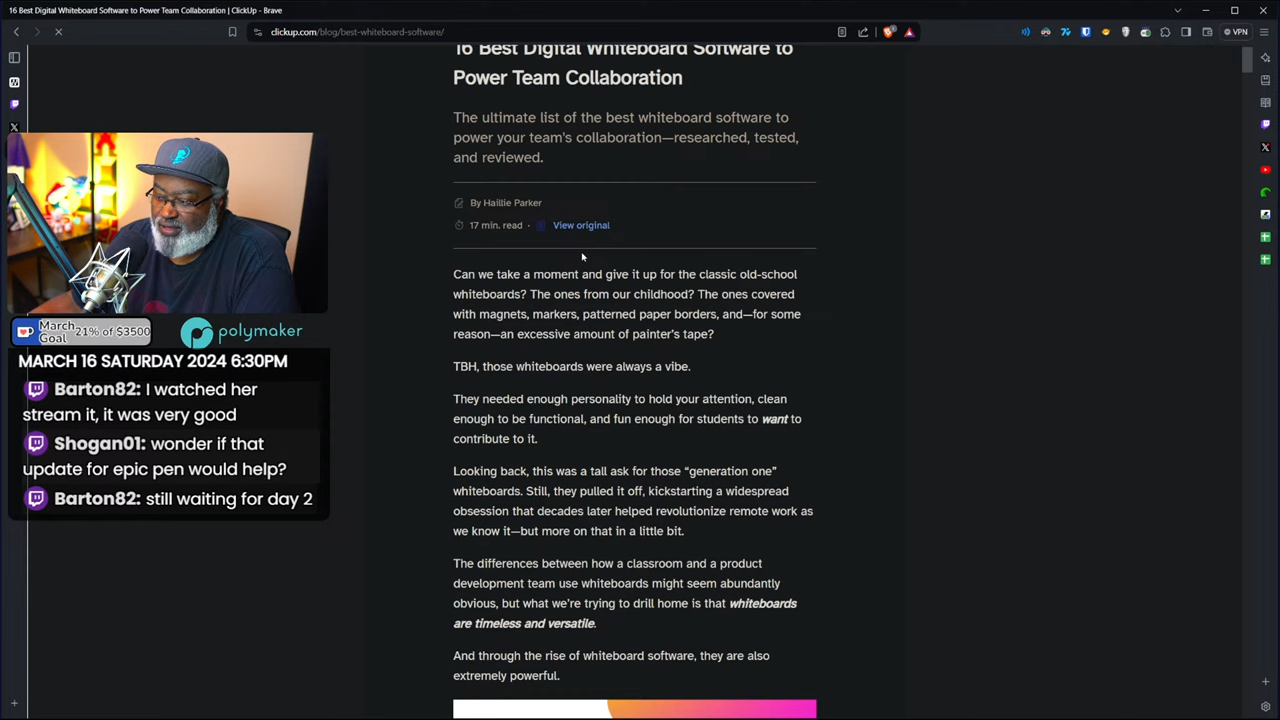 16 Best Digital Whiteboard Software to Power Team Collaboration | ClickUp - Brave
clickup.com/blog/best-whiteboard-software/
VPN
16 Best Digital Whiteboard Software to
Power Team Collaboration
The ultimate list of the best whiteboard software to
power your team's collaboration—researched, tested,
and reviewed.
By Haillie Parker
17 min. read · View original
Can we take a moment and give it up for the classic old-school
whiteboards? The ones from our childhood? The ones covered
with magnets, markers, patterned paper borders, and—for some
reason—an excessive amount of painter's tape?
TBH, those whiteboards were always a vibe.
They needed enough personality to hold your attention, clean
enough to be functional, and fun enough for students to want to
contribute to it.
Looking back, this was a tall ask for those “generation one”
whiteboards. Still, they pulled it off, kickstarting a widespread
obsession that decades later helped revolutionize remote work as
we know it—but more on that in a little bit.
The differences between how a classroom and a product
development team use whiteboards might seem abundantly
obvious, but what we’re trying to drill home is that whiteboards
are timeless and versatile.
And through the rise of whiteboard software, they are also
extremely powerful.
March
Goal
21% of $3500
polymaker
MARCH 16 SATURDAY 2024 6:30PM
Barton82: I watched her
stream it, it was very good
Shogan01: wonder if that
update for epic pen would help?
Barton82: still waiting for day 2